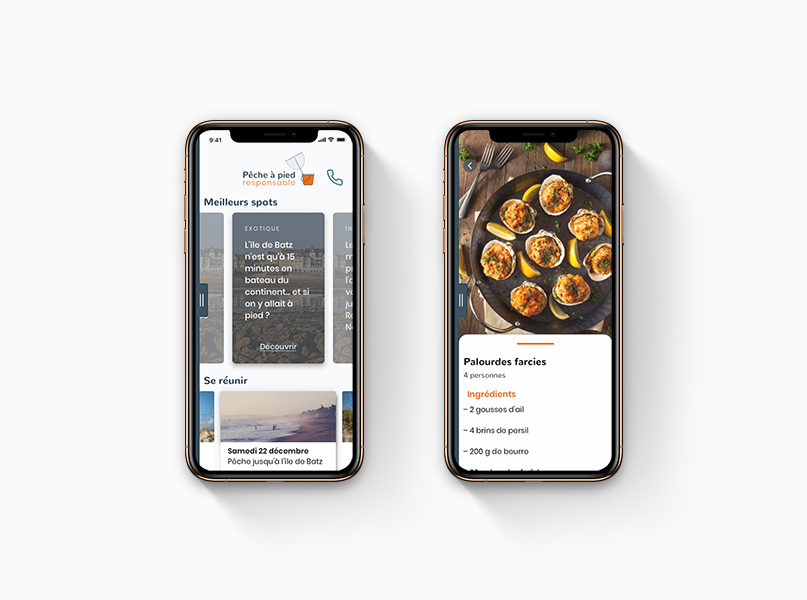 9:41
Pêche à pied
responsable
Meilleurs spots
EXOTIQUE
L'île de Batz
n'est qu'à 15
minutes en
bateau du
continent... et si
on y allait à
pied ?
Découvrir
Se réunir
Samedi 22 décembre
Pêche jusqu'à l'île de Batz
Palourdes farcies
4 personnes
Ingrédients
– 2 gousses d'ail
– 4 brins de persil
– 200 g de beurre